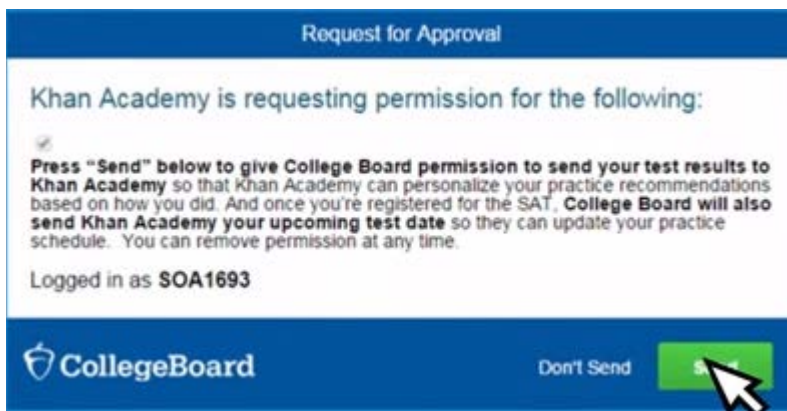 Request for Approval
Khan Academy is requesting permission for the following:
Press “Send” below to give College Board permission to send your test results to
Khan Academy so that Khan Academy can personalize your practice recommendations
based on how you did. And once you're registered for the SAT, College Board will also
send Khan Academy your upcoming test date so they can update your practice
schedule. You can remove permission at any time.
Logged in as SOA1693
CollegeBoard
Don't Send